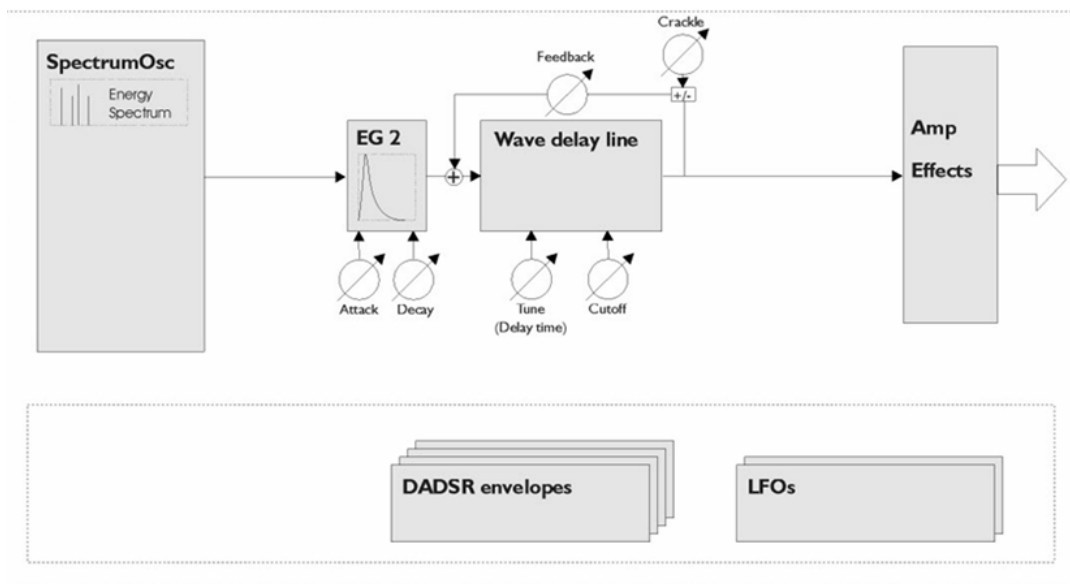 Crackle
Feedback
SpectrumOsc
Energy
Spectrum
+/-
EG 2
Wave delay line
Amp
Effects
+
Attack
Decay
Tune
(Delay time)
Cutoff
DADSR envelopes
LFOs